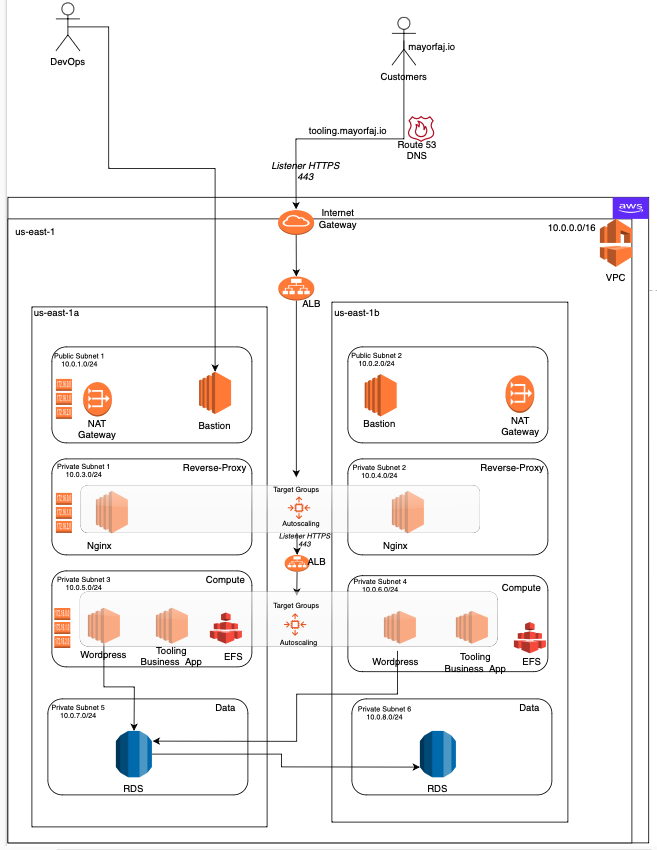 DevOps
mayorfaj.io
Customers
tooling.mayorfaj.io
Route 53
DNS
Listener HTTPS
443
aws
Internet
Gateway
us-east-1
10.0.0.0/16
VPC
ALB
us-east-1a
us-east-1b
Public Subnet 1
10.0.1.0/24
NAT
Gateway
Bastion
Public Subnet 2
10.0.2.0/24
Bastion
NAT
Gateway
Private Subnet 1
10.0.3.0/24
Reverse-Proxy
Nginx
Target Groups
Autoscaling
Private Subnet 2
10.0.4.0/24
Reverse-Proxy
Nginx
Listener HTTPS
443
ALB
Private Subnet 3
10.0.5.0/24
Compute
Wordpress
Tooling
Business App
EFS
Target Groups
Autoscaling
Private Subnet 4
10.0.6.0/24
Compute
Wordpress
Tooling
Business App
EFS
Private Subnet 5
10.0.7.0/24
Data
RDS
Private Subnet 6
10.0.8.0/24
Data
RDS